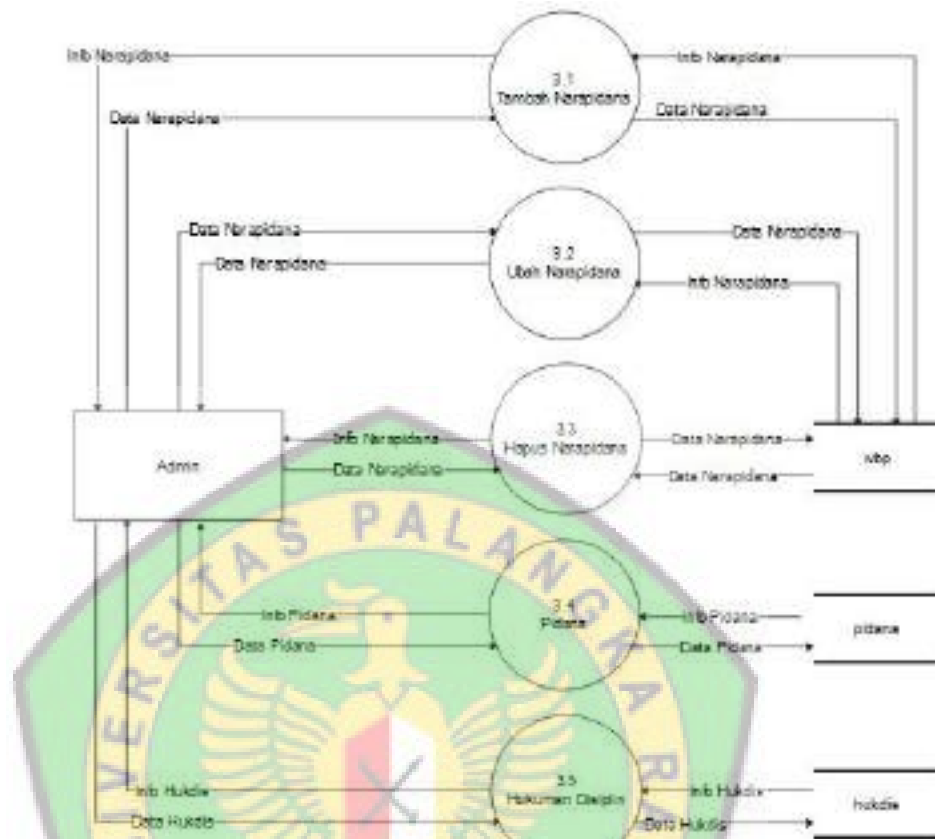 Info Narapidana
3.1
Tambah Narapidana
Info Narapidana
Data Narapidana
Data Narapidana
Data Narapidana
3.2
Ubah Narapidana
Data Narapidana
Data Narapidana
Info Narapidana
Admin
Info Narapidana
3.3
Hapus Narapidana
Data Narapidana
wbp
Data Narapidana
Data Narapidana
UNIVERSITAS PALANGKA RA
Info Pidana
3.4
Pidana
Info Pidana
pidana
Data Pidana
Data Pidana
Info Hukdis
3.5
Hukuman Disiplin
Info Hukdis
hukdis
Data Hukdis
Data Hukdis